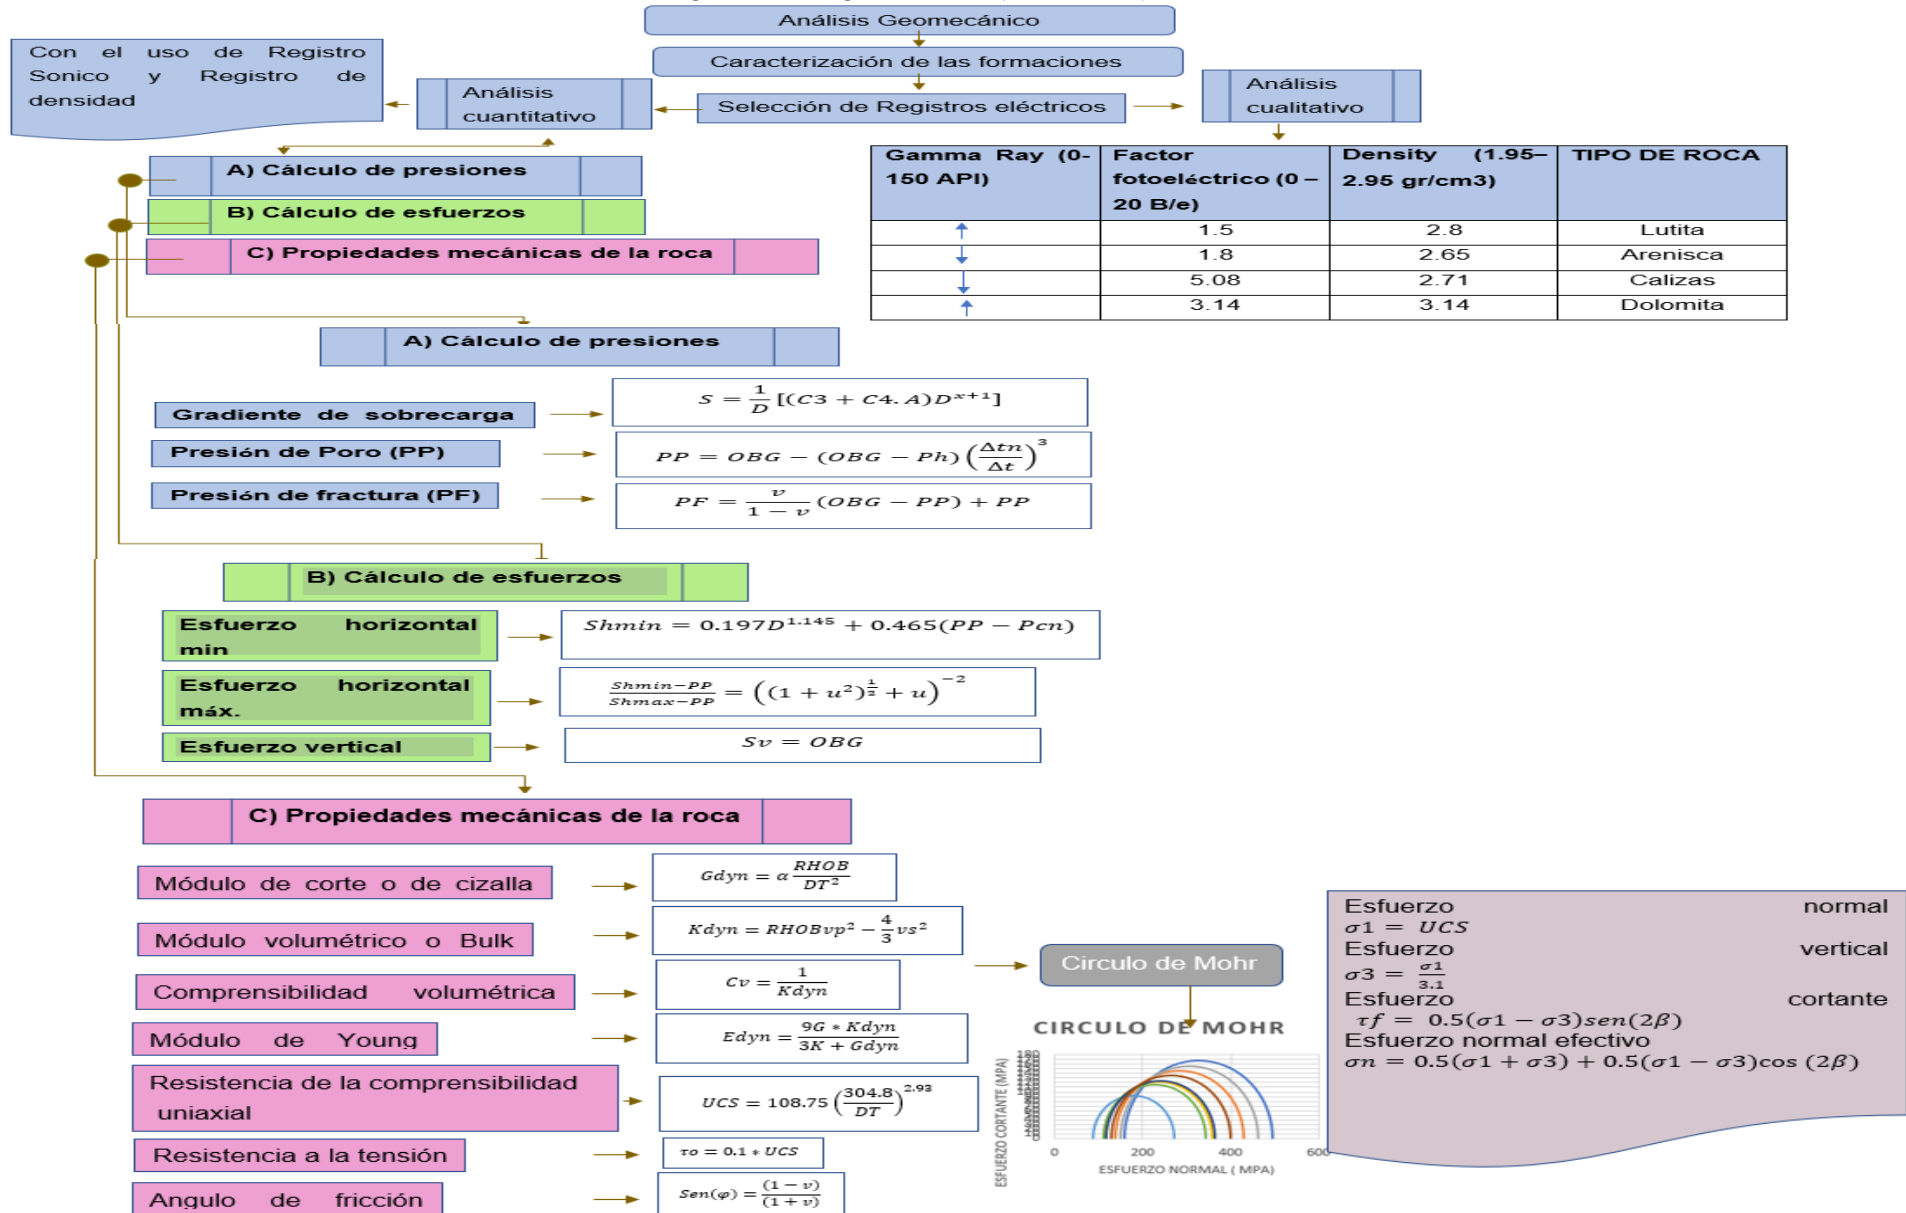 Análisis Geomecánico
Caracterización de las formaciones
Selección de Registros eléctricos
Con el uso de Registro
Sonico y Registro de
densidad
Análisis
cuantitativo
Análisis
cualitativo
A) Cálculo de presiones
B) Cálculo de esfuerzos
C) Propiedades mecánicas de la roca
Gamma Ray (0-
150 API)
Factor
fotoeléctrico (0 –
20 B/e)
Density (1.95–
2.95 gr/cm3)
TIPO DE ROCA
↑ 1.5 2.8 Lutita
↓ 1.8 2.65 Arenisca
↓ 5.08 2.71 Calizas
↑ 3.14 3.14 Dolomita
A) Cálculo de presiones
Gradiente de sobrecarga
S = 1/D [(C3 + C4. A)D^(x+1)]
Presión de Poro (PP)
PP = OBG − (OBG − Ph) (Δtn/Δt)^3
Presión de fractura (PF)
PF = v/(1 − v) (OBG − PP) + PP
B) Cálculo de esfuerzos
Esfuerzo horizontal
min
Shmin = 0.197D^1.145 + 0.465(PP − Pcn)
Esfuerzo horizontal
máx.
(Shmin−PP)/(Shmax−PP) = ((1 + u²)^(1/2) + u)^−2
Esfuerzo vertical
Sv = OBG
C) Propiedades mecánicas de la roca
Módulo de corte o de cizalla
Gdyn = α RHOB/DT²
Módulo volumétrico o Bulk
Kdyn = RHOBvp² − 4/3 vs²
Comprensibilidad volumétrica
Cv = 1/Kdyn
Módulo de Young
Edyn = (9G ∗ Kdyn)/(3K + Gdyn)
Resistencia de la comprensibilidad
uniaxial
UCS = 108.75 (304.8/DT)^2.93
Resistencia a la tensión
τo = 0.1 ∗ UCS
Angulo de fricción
Sen(φ) = (1 − v)/(1 + v)
Circulo de Mohr
CIRCULO DE MOHR
ESFUERZO CORTANTE (MPA)
0 200 400 600
ESFUERZO NORMAL ( MPA)
Esfuerzo normal
σ1 = UCS
Esfuerzo vertical
σ3 = σ1/3.1
Esfuerzo cortante
τf = 0.5(σ1 − σ3)sen(2β)
Esfuerzo normal efectivo
σn = 0.5(σ1 + σ3) + 0.5(σ1 − σ3)cos (2β)